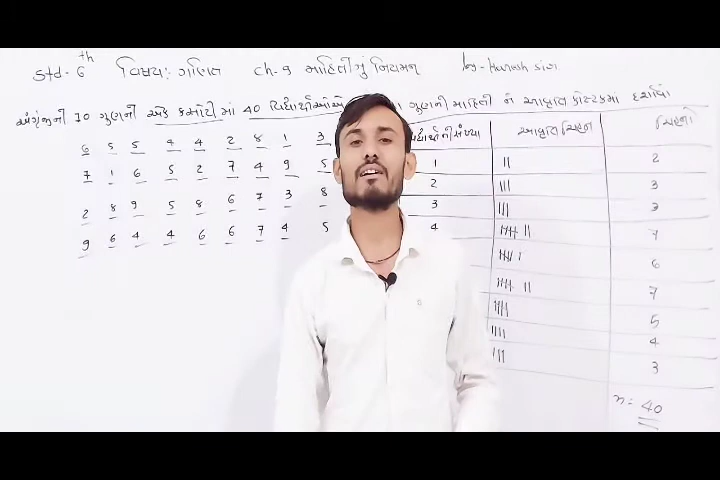 std - 6th વિષય: ગણિત ch-9 માહિતીનુ નિયમન by - Haresh
અંગ્રેજીની 10 ગુણની એક કસોટી માં 40 વિદ્યાર્થીઓએ ગુણની માહિતી ને આવૃત્તિ કોષ્ટકમાં દર્શાવો
6 5 5 4 4 2 8 1 3
7 1 6 5 2 7 4 9 5
2 8 9 5 8 6 7 3 8
9 6 4 4 6 6 7 4 5
સંખ્યા આવૃત્તિ ચિહ્ન
1 || 2
2 ||| 3
3 ||| 3
4 |||| || 7
|||| | 6
|||| || 7
5
|||| 4
||| 3
n = 40